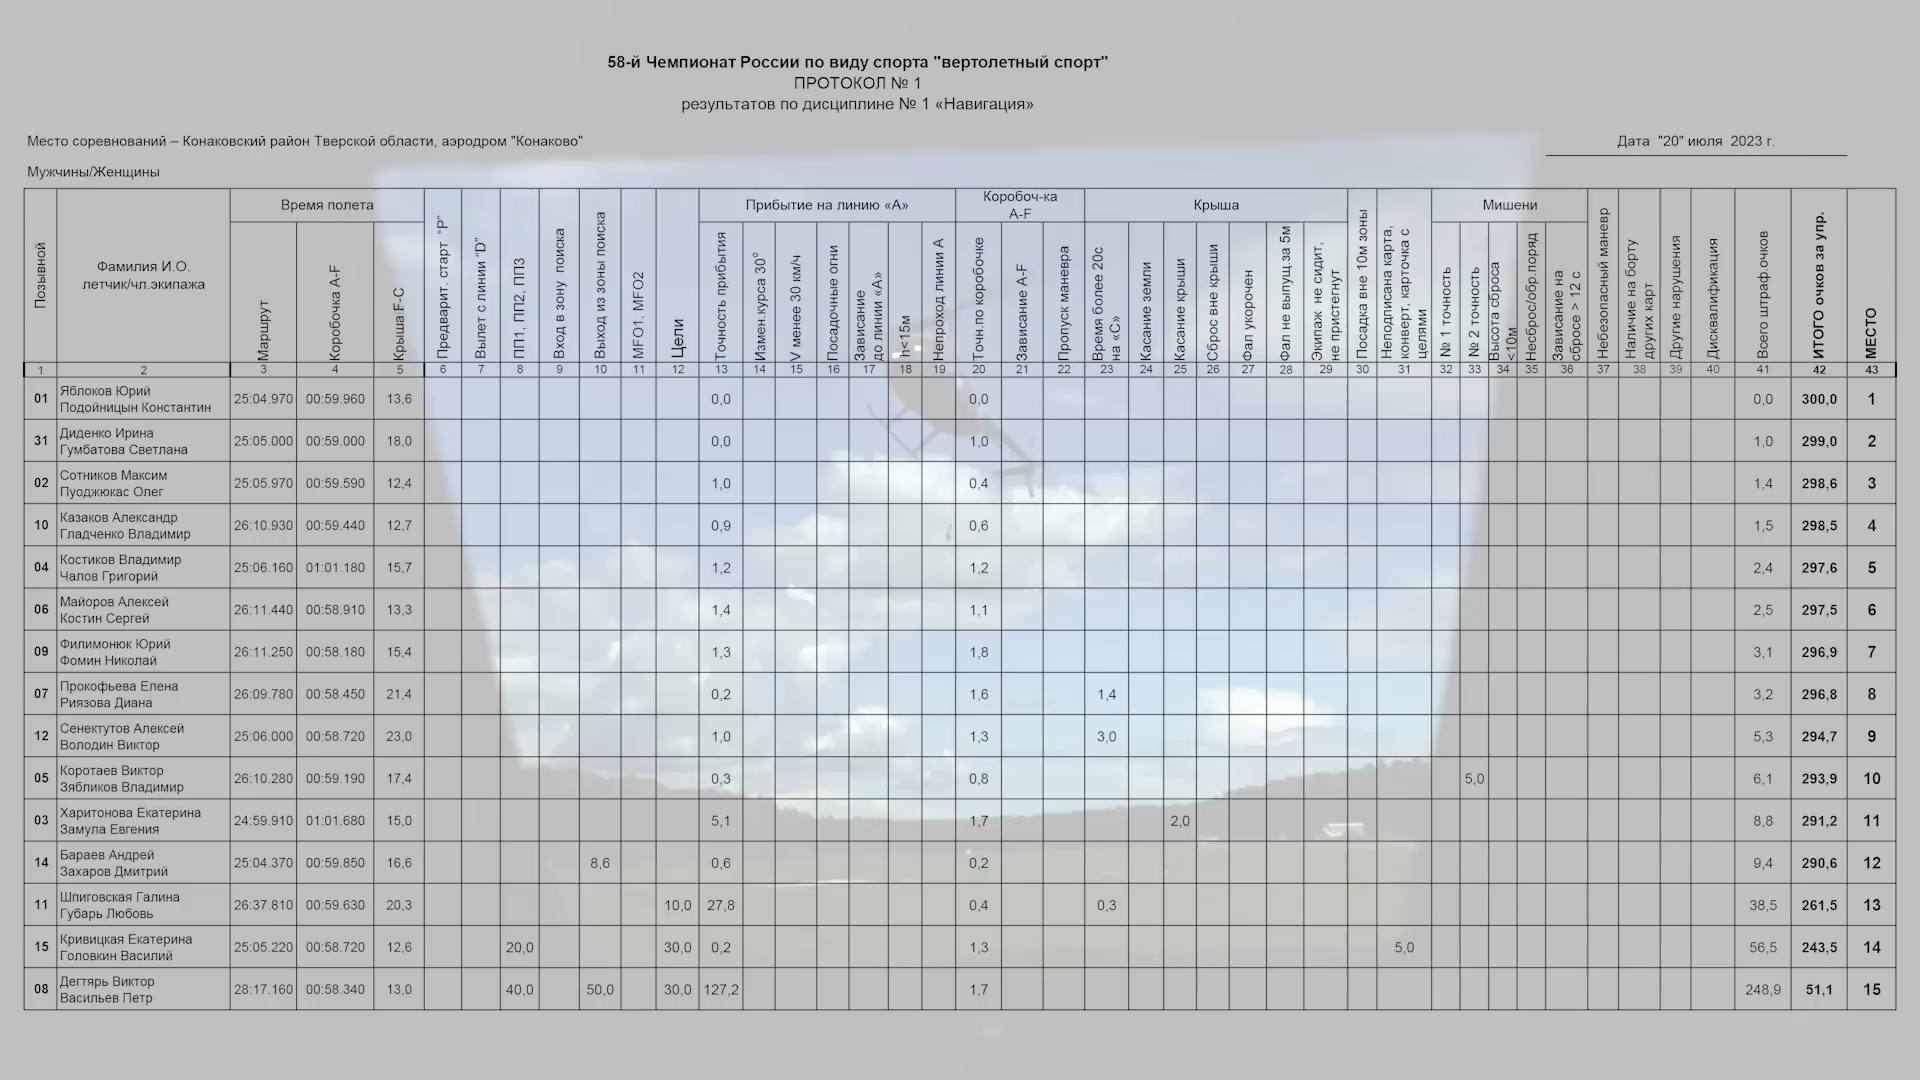 58-й Чемпионат России по виду спорта "вертолетный спорт"
ПРОТОКОЛ № 1
результатов по дисциплине № 1 «Навигация»
Место соревнований – Конаковский район Тверской области, аэродром "Конаково"
Дата "20" июля 2023 г.
Мужчины/Женщины
Позывной
Фамилия И.О.
летчик/чл.экипажа
Время полета
Маршрут
Коробочка A-F
Крыша F-C
Предварит. старт "Р"
Вылет с линии "D"
ПП1, ПП2, ПП3
Вход в зону поиска
Выход из зоны поиска
MFO1, MFO2
Цели
Прибытие на линию «А»
Точность прибытия
Измен.курса 30°
V менее 30 км/ч
Посадочные огни
Зависание
до линии «А»
h<15м
Непроход линии А
Коробоч-ка
A-F
Точн.по коробочке
Зависание A-F
Пропуск маневра
Крыша
Время более 20с
на «С»
Касание земли
Касание крыши
Сброс вне крыши
Фал укорочен
Фал не выпущ.за 5м
Экипаж не сидит,
не пристегнут
Посадка вне 10м зоны
Неподписана карта,
конверт, карточка с
целями
Мишени
№ 1 точность
№ 2 точность
Высота сброса
<10м
Несброс/обр.поряд
Зависание на
сбросе > 12 с
Небезопасный маневр
Наличие на борту
других карт
Другие нарушения
Дисквалификация
Всего штраф.очков
ИТОГО очков за упр.
МЕСТО
1 2 3 4 5 6 7 8 9 10 11 12 13 14 15 16 17 18 19 20 21 22 23 24 25 26 27 28 29 30 31 32 33 34 35 36 37 38 39 40 41 42 43
01 Яблоков Юрий 25:04.970 00:59.960 13,6 0,0 0,0 0,0 300,0 1
Подойницын Константин
31 Диденко Ирина 25:05.000 00:59.000 18,0 0,0 1,0 1,0 299,0 2
Гумбатова Светлана
02 Сотников Максим 25:05.970 00:59.590 12,4 1,0 0,4 1,4 298,6 3
Пуоджюкас Олег
10 Казаков Александр 26:10.930 00:59.440 12,7 0,9 0,6 1,5 298,5 4
Гладченко Владимир
04 Костиков Владимир 25:06.160 01:01.180 15,7 1,2 1,2 2,4 297,6 5
Чалов Григорий
06 Майоров Алексей 26:11.440 00:58.910 13,3 1,4 1,1 2,5 297,5 6
Костин Сергей
09 Филимонюк Юрий 26:11.250 00:58.180 15,4 1,3 1,8 3,1 296,9 7
Фомин Николай
07 Прокофьева Елена 26:09.780 00:58.450 21,4 0,2 1,6 1,4 3,2 296,8 8
Риязова Диана
12 Сенектутов Алексей 25:06.000 00:58.720 23,0 1,0 1,3 3,0 5,3 294,7 9
Володин Виктор
05 Коротаев Виктор 26:10.280 00:59.190 17,4 0,3 0,8 5,0 6,1 293,9 10
Зябликов Владимир
03 Харитонова Екатерина 24:59.910 01:01.680 15,0 5,1 1,7 2,0 8,8 291,2 11
Замула Евгения
14 Бараев Андрей 25:04.370 00:59.850 16,6 8,6 0,6 0,2 9,4 290,6 12
Захаров Дмитрий
11 Шпиговская Галина 26:37.810 00:59.630 20,3 10,0 27,8 0,4 0,3 38,5 261,5 13
Губарь Любовь
15 Кривицкая Екатерина 25:05.220 00:58.720 12,6 20,0 30,0 0,2 1,3 5,0 56,5 243,5 14
Головкин Василий
08 Дегтярь Виктор 28:17.160 00:58.340 13,0 40,0 50,0 30,0 127,2 1,7 248,9 51,1 15
Васильев Петр